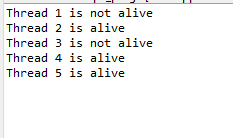 Thread 1 is not alive
Thread 2 is alive
Thread 3 is not alive
Thread 4 is alive
Thread 5 is alive